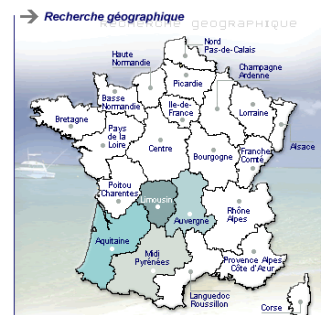 Recherche géographique
RECHERCHE GEOGRAPHIQUE
Nord
Pas-de-Calais
Haute
Normandie
Picardie
Champagne
Ardenne
Basse
Normandie
Ile-de-
France
Lorraine
Bretagne
Pays
de la
Loire
Centre
Bourgogne
Franche
Comté
Alsace
Poitou
Charentes
Limousin
Auvergne
Rhône
Alpes
Aquitaine
Midi
Pyrénées
Provence Alpes
Côte d'Azur
Languedoc
Roussillon
Corse